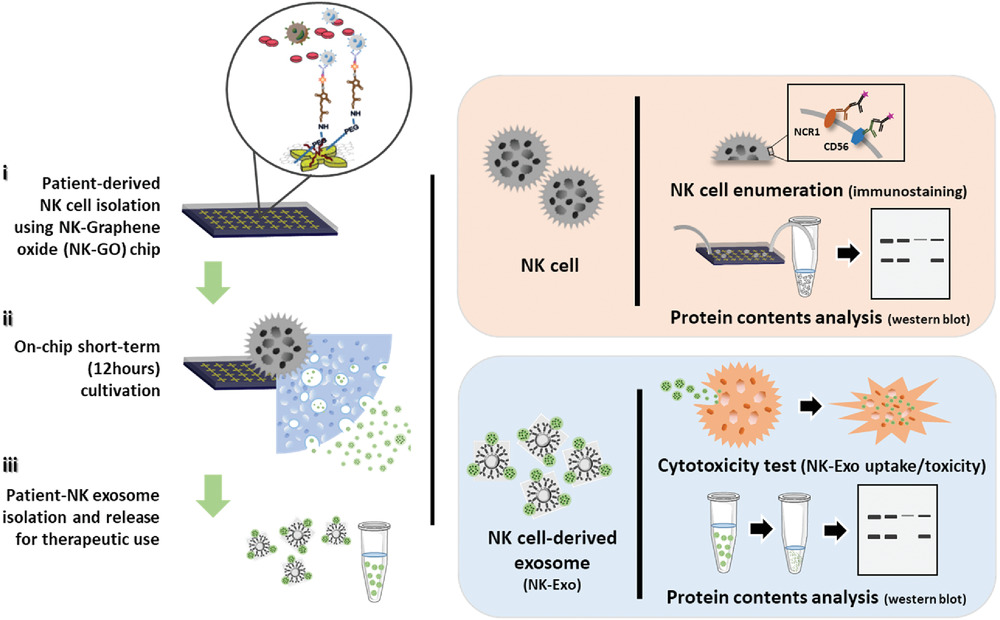 i
Patient-derived
NK cell isolation
using NK-Graphene
oxide (NK-GO) chip
NH
PEG
NH
PEG
ii
On-chip short-term
(12hours)
cultivation
iii
Patient-NK exosome
isolation and release
for therapeutic use
NK cell
NCR1
CD56
NK cell enumeration (immunostaining)
Protein contents analysis (western blot)
NK cell-derived
exosome
(NK-Exo)
Cytotoxicity test (NK-Exo uptake/toxicity)
Protein contents analysis (western blot)